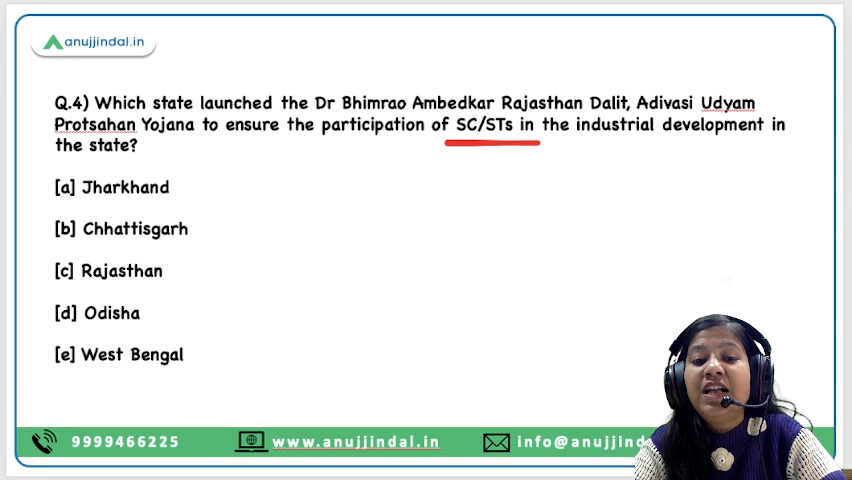 anujjindal.in
Q.4) Which state launched the Dr Bhimrao Ambedkar Rajasthan Dalit, Adivasi Udyam
Protsahan Yojana to ensure the participation of SC/STs in the industrial development in
the state?
[a] Jharkhand
[b] Chhattisgarh
[c] Rajasthan
[d] Odisha
[e] West Bengal
9999466225 www.anujjindal.in info@anujjind